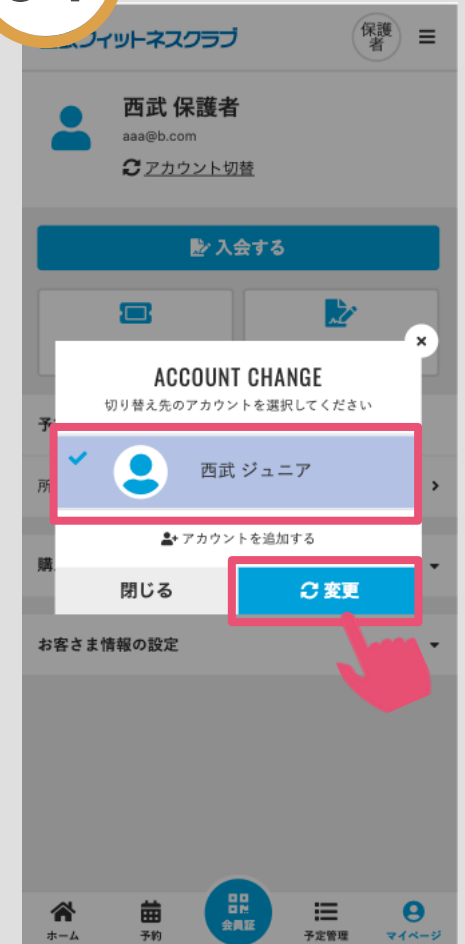 フィットネスクラブ
保護
者
西武 保護者
aaa@b.com
アカウント切替
入会する
ACCOUNT CHANGE
切り替え先のアカウントを選択してください
予
西武 ジュニア
所
アカウントを追加する
購
閉じる
変更
お客さま情報の設定
ホーム
予約
会員証
予定管理
マイページ